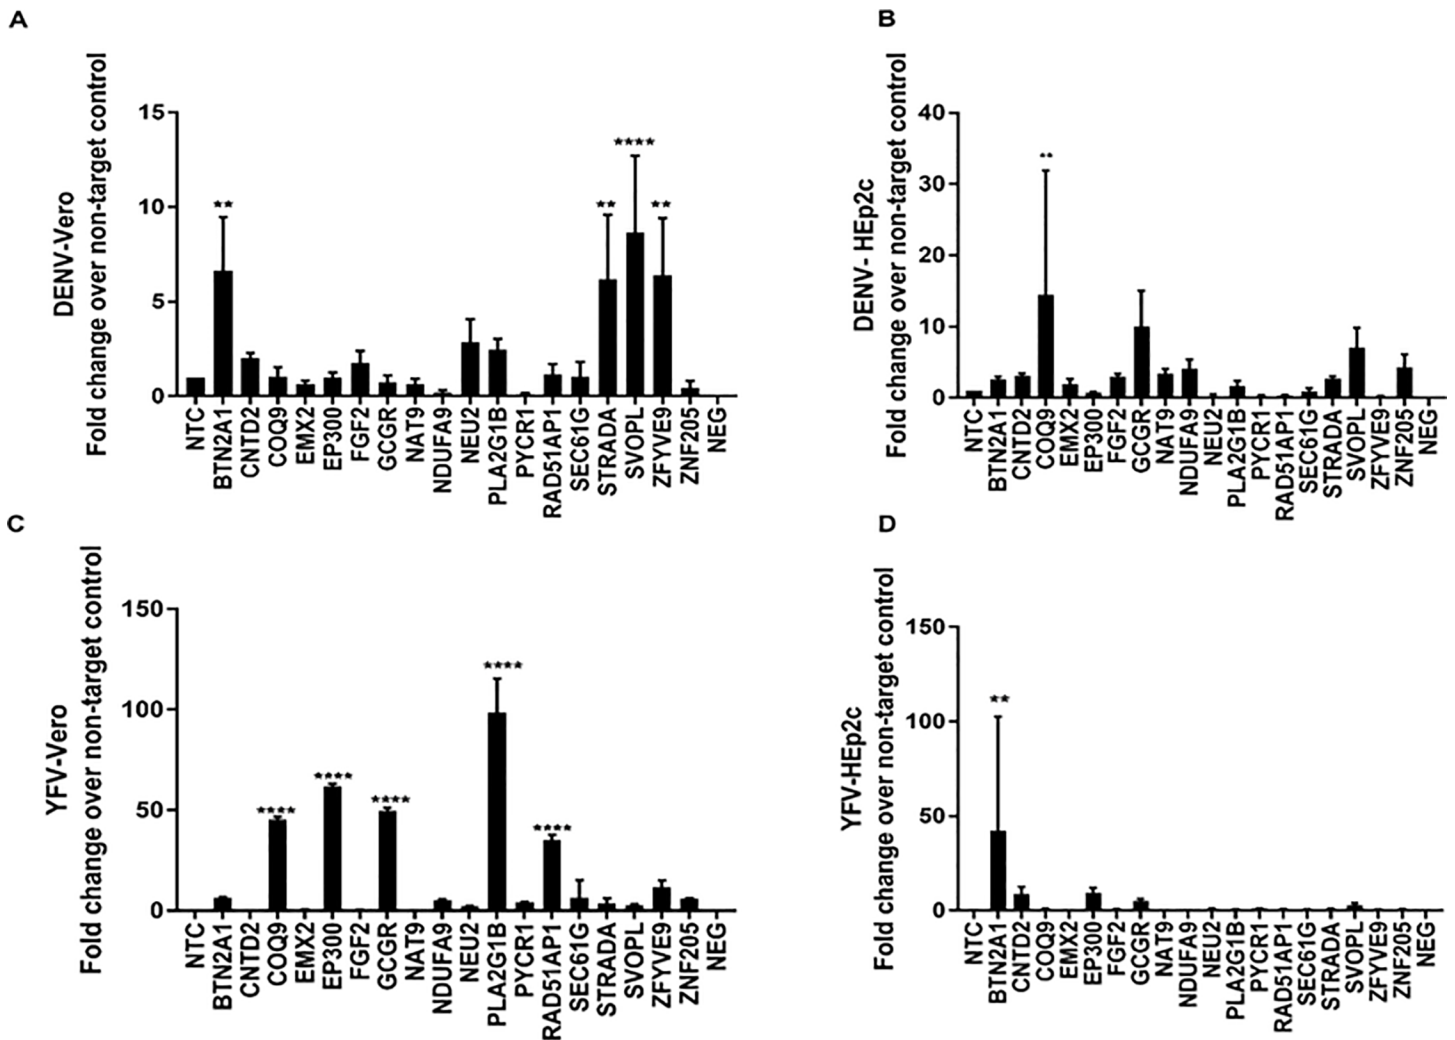 A
DENV-Vero
Fold change over non-target control
15
10
5
0
**
**
****
**
NTC
BTN2A1
CNTD2
COQ9
EMX2
EP300
FGF2
GCGR
NAT9
NDUFA9
NEU2
PLA2G1B
PYCR1
RAD51AP1
SEC61G
STRADA
SVOPL
ZFYVE9
ZNF205
NEG
B
DENV- HEp2c
Fold change over non-target control
40
30
20
10
0
**
NTC
BTN2A1
CNTD2
COQ9
EMX2
EP300
FGF2
GCGR
NAT9
NDUFA9
NEU2
PLA2G1B
PYCR1
RAD51AP1
SEC61G
STRADA
SVOPL
ZFYVE9
ZNF205
NEG
C
YFV-Vero
Fold change over non-target control
150
100
50
0
****
****
****
****
****
NTC
BTN2A1
CNTD2
COQ9
EMX2
EP300
FGF2
GCGR
NAT9
NDUFA9
NEU2
PLA2G1B
PYCR1
RAD51AP1
SEC61G
STRADA
SVOPL
ZFYVE9
ZNF205
NEG
D
YFV-HEp2c
Fold change over non-target control
150
100
50
0
**
NTC
BTN2A1
CNTD2
COQ9
EMX2
EP300
FGF2
GCGR
NAT9
NDUFA9
NEU2
PLA2G1B
PYCR1
RAD51AP1
SEC61G
STRADA
SVOPL
ZFYVE9
ZNF205
NEG